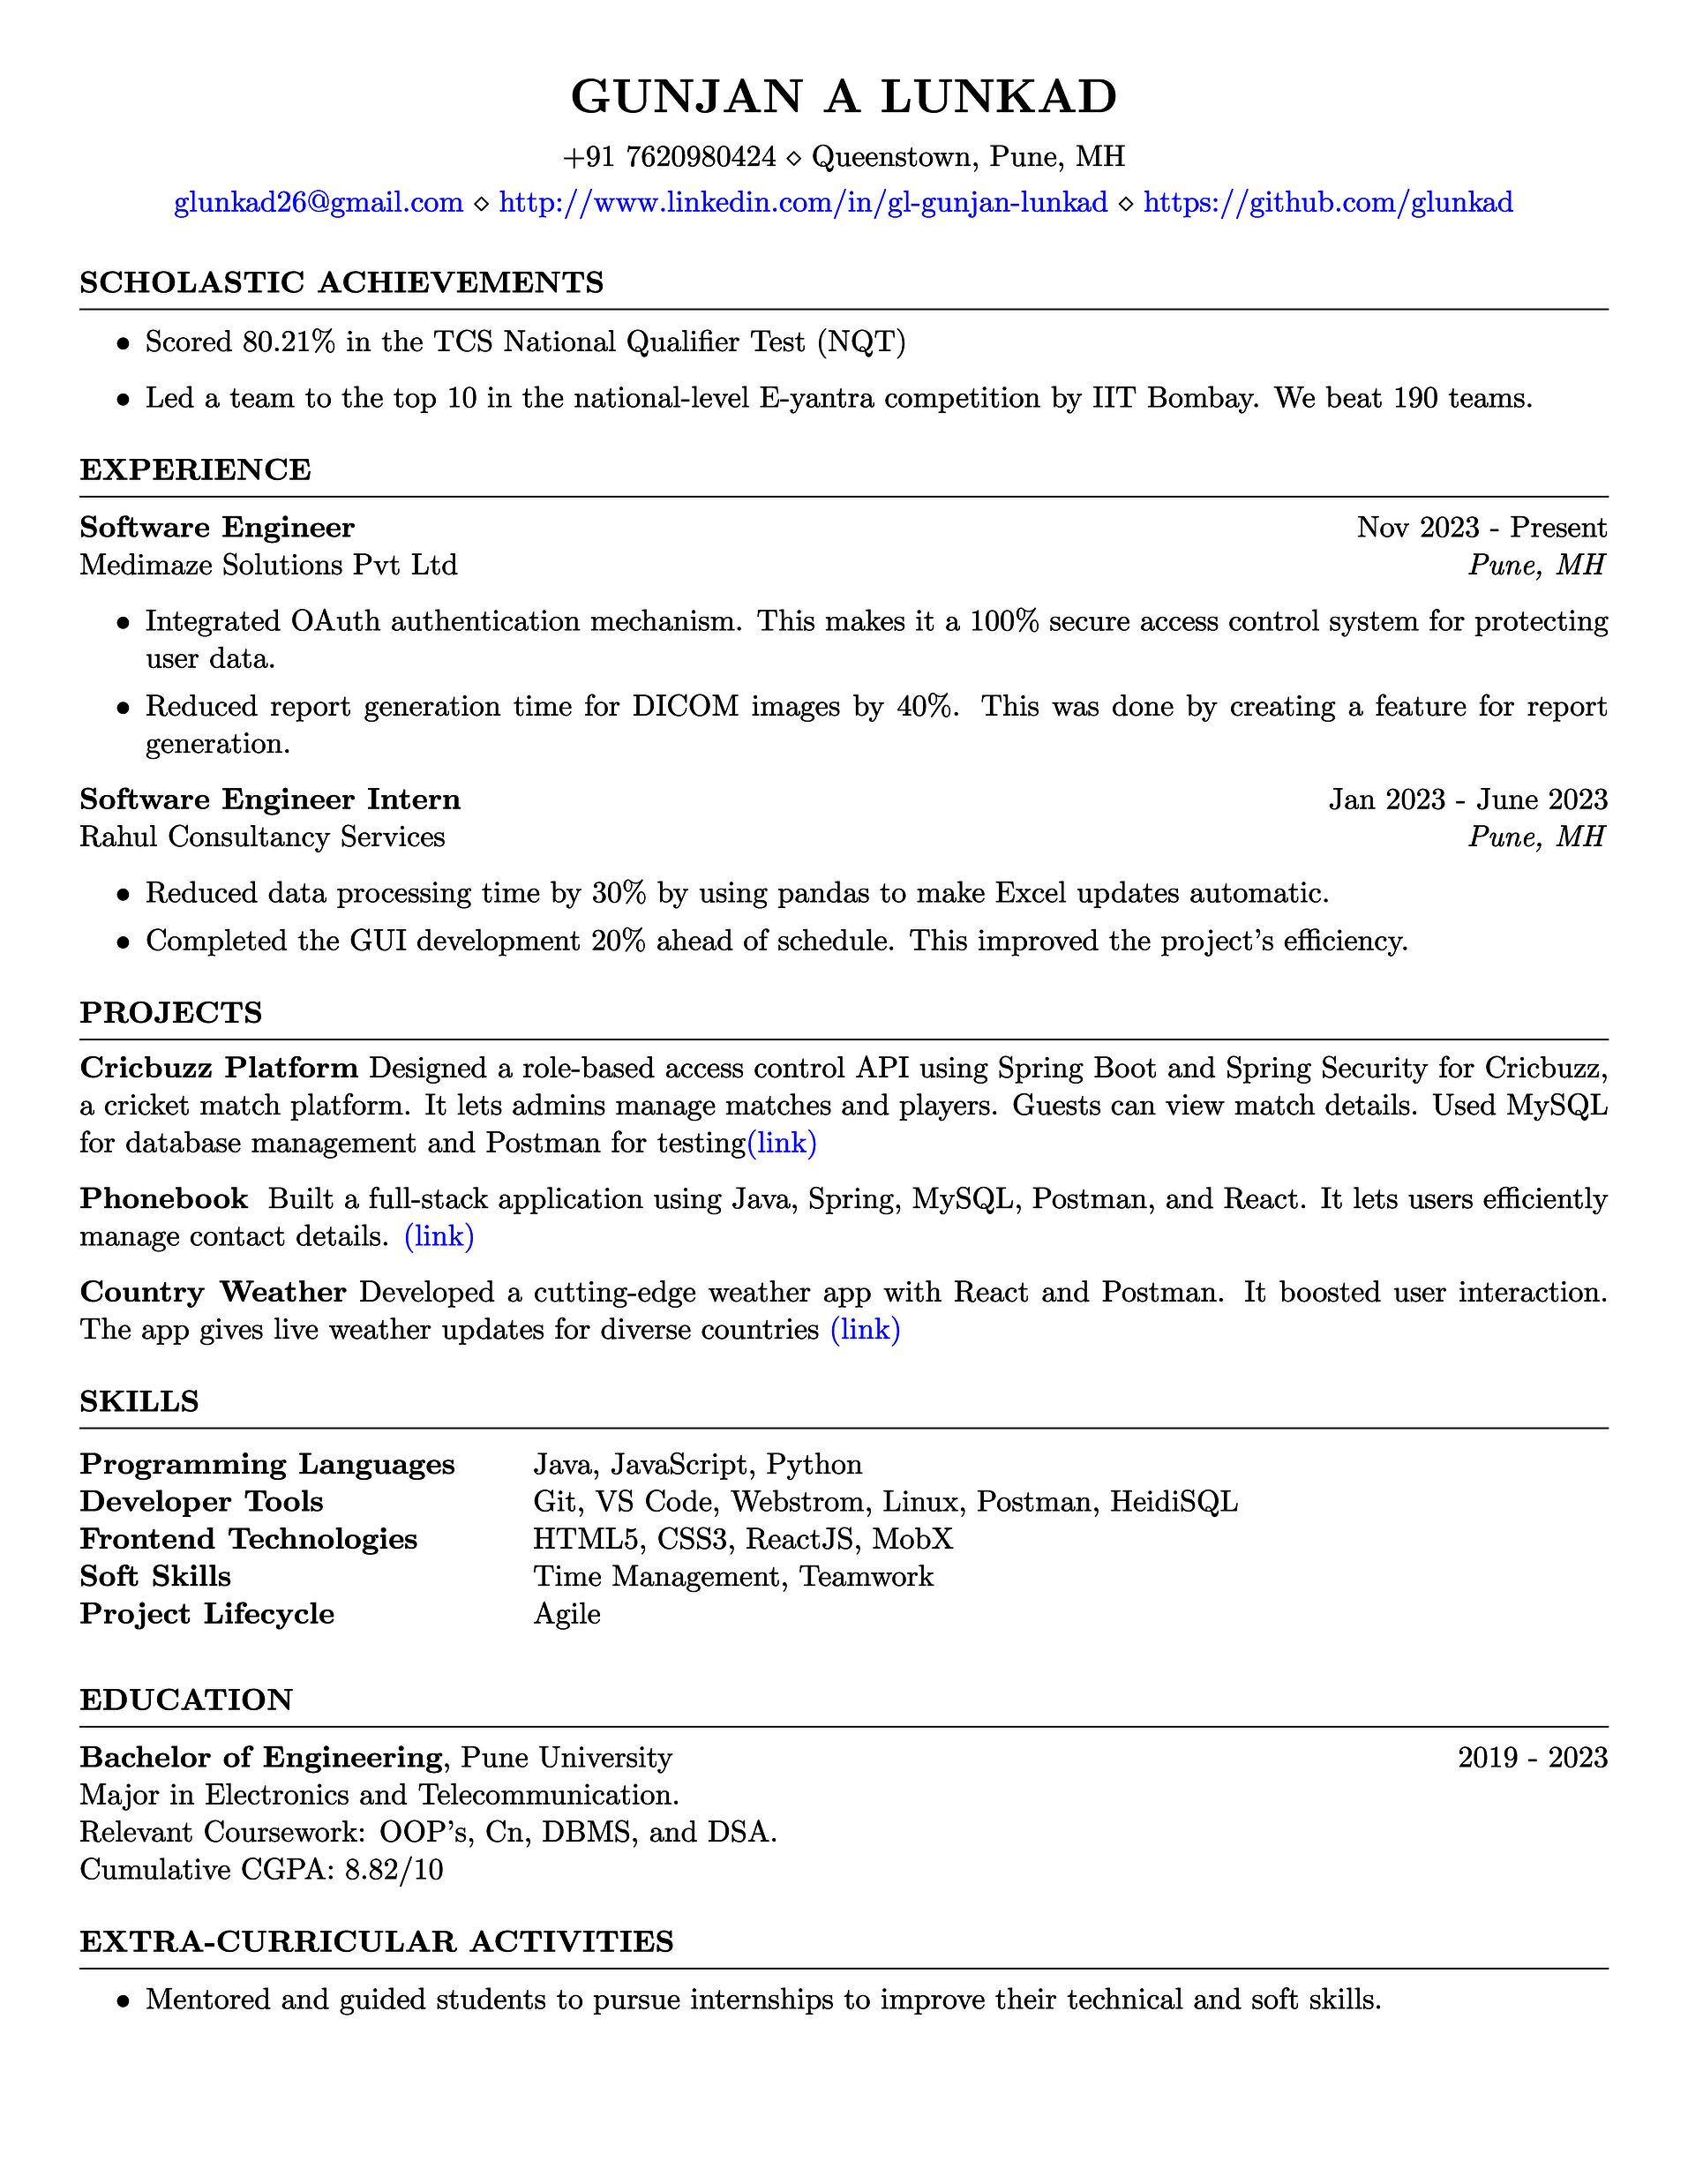 GUNJAN A LUNKAD
+91 7620980424 ⋄ Queenstown, Pune, MH
glunkad26@gmail.com ⋄ http://www.linkedin.com/in/gl-gunjan-lunkad ⋄ https://github.com/glunkad
SCHOLASTIC ACHIEVEMENTS
• Scored 80.21% in the TCS National Qualifier Test (NQT)
• Led a team to the top 10 in the national-level E-yantra competition by IIT Bombay. We beat 190 teams.
EXPERIENCE
Software Engineer Nov 2023 - Present
Medimaze Solutions Pvt Ltd Pune, MH
• Integrated OAuth authentication mechanism. This makes it a 100% secure access control system for protecting
user data.
• Reduced report generation time for DICOM images by 40%. This was done by creating a feature for report
generation.
Software Engineer Intern Jan 2023 - June 2023
Rahul Consultancy Services Pune, MH
• Reduced data processing time by 30% by using pandas to make Excel updates automatic.
• Completed the GUI development 20% ahead of schedule. This improved the project's efficiency.
PROJECTS
Cricbuzz Platform Designed a role-based access control API using Spring Boot and Spring Security for Cricbuzz,
a cricket match platform. It lets admins manage matches and players. Guests can view match details. Used MySQL
for database management and Postman for testing(link)
Phonebook Built a full-stack application using Java, Spring, MySQL, Postman, and React. It lets users efficiently
manage contact details. (link)
Country Weather Developed a cutting-edge weather app with React and Postman. It boosted user interaction.
The app gives live weather updates for diverse countries (link)
SKILLS
Programming Languages Java, JavaScript, Python
Developer Tools Git, VS Code, Webstrom, Linux, Postman, HeidiSQL
Frontend Technologies HTML5, CSS3, ReactJS, MobX
Soft Skills Time Management, Teamwork
Project Lifecycle Agile
EDUCATION
Bachelor of Engineering, Pune University 2019 - 2023
Major in Electronics and Telecommunication.
Relevant Coursework: OOP's, Cn, DBMS, and DSA.
Cumulative CGPA: 8.82/10
EXTRA-CURRICULAR ACTIVITIES
• Mentored and guided students to pursue internships to improve their technical and soft skills.